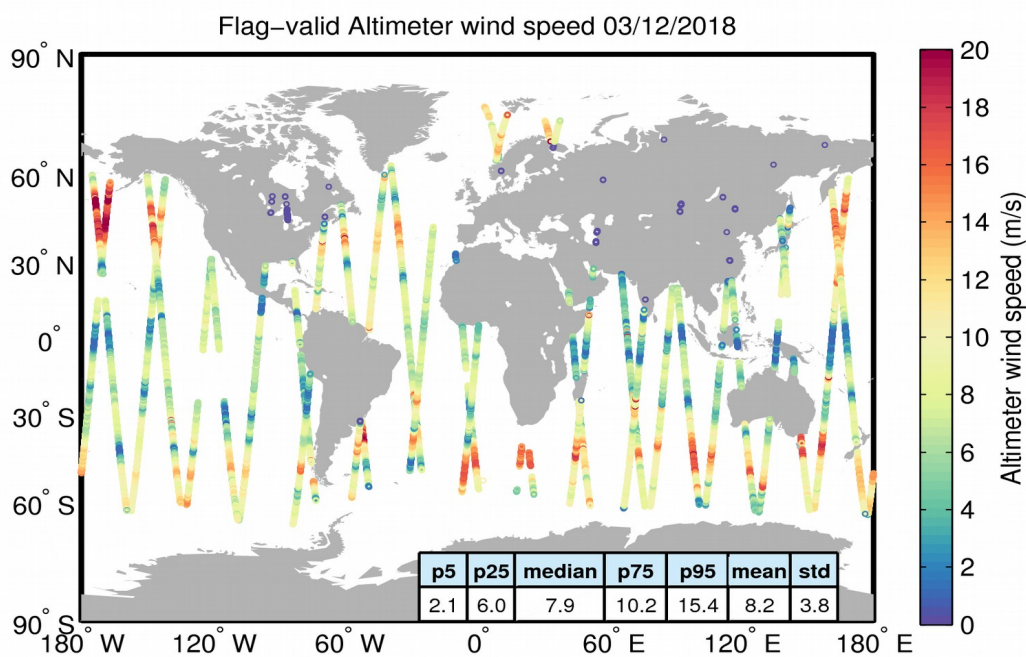 Flag−valid Altimeter wind speed 03/12/2018
90° N
60° N
30° N
0°
30° S
60° S
90° S
180° W
120° W
60° W
0°
60° E
120° E
180° E
p5 p25 median p75 p95 mean std
2.1 6.0 7.9 10.2 15.4 8.2 3.8
20
18
16
14
12
10
8
6
4
2
0
Altimeter wind speed (m/s)